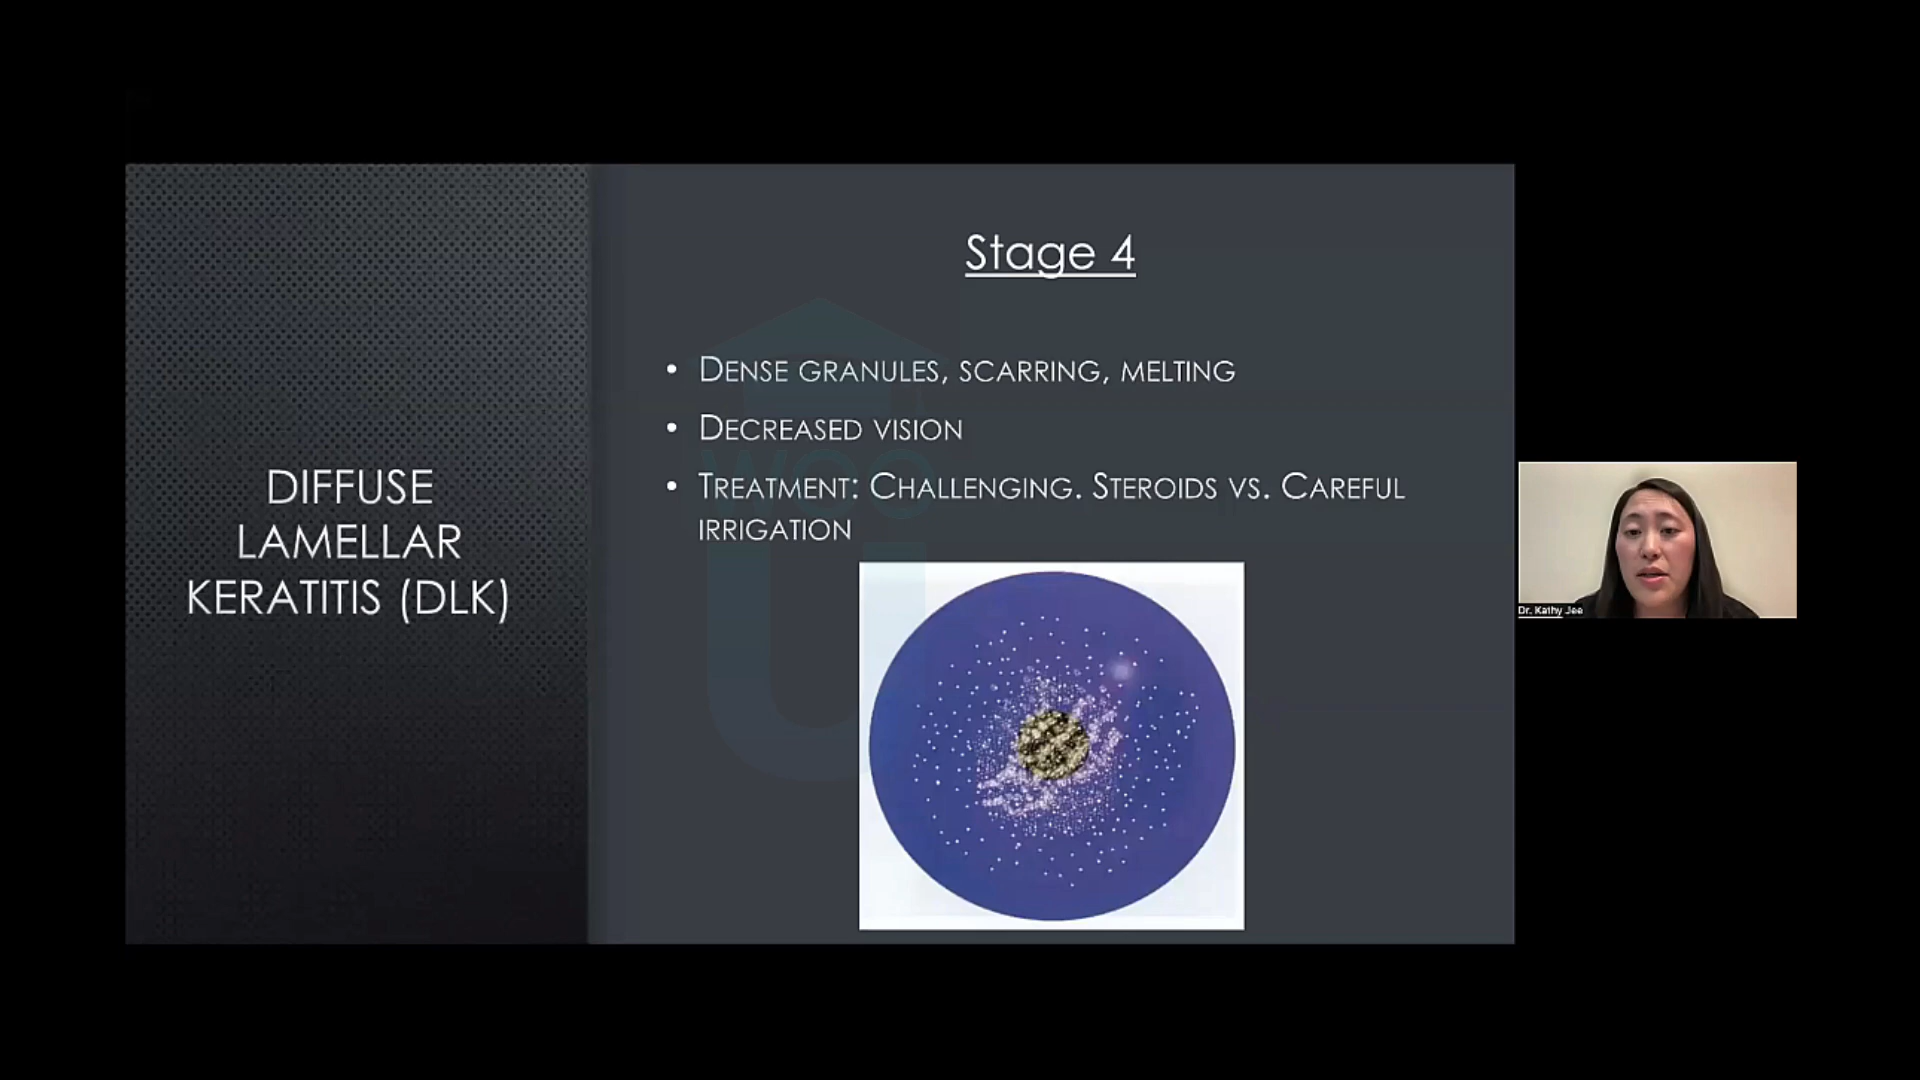 DIFFUSE
LAMELLAR
KERATITIS (DLK)
Stage 4
• DENSE GRANULES, SCARRING, MELTING
• DECREASED VISION
• TREATMENT: CHALLENGING. STEROIDS VS. CAREFUL
IRRIGATION
WOO
U
Dr. Kathy Jee